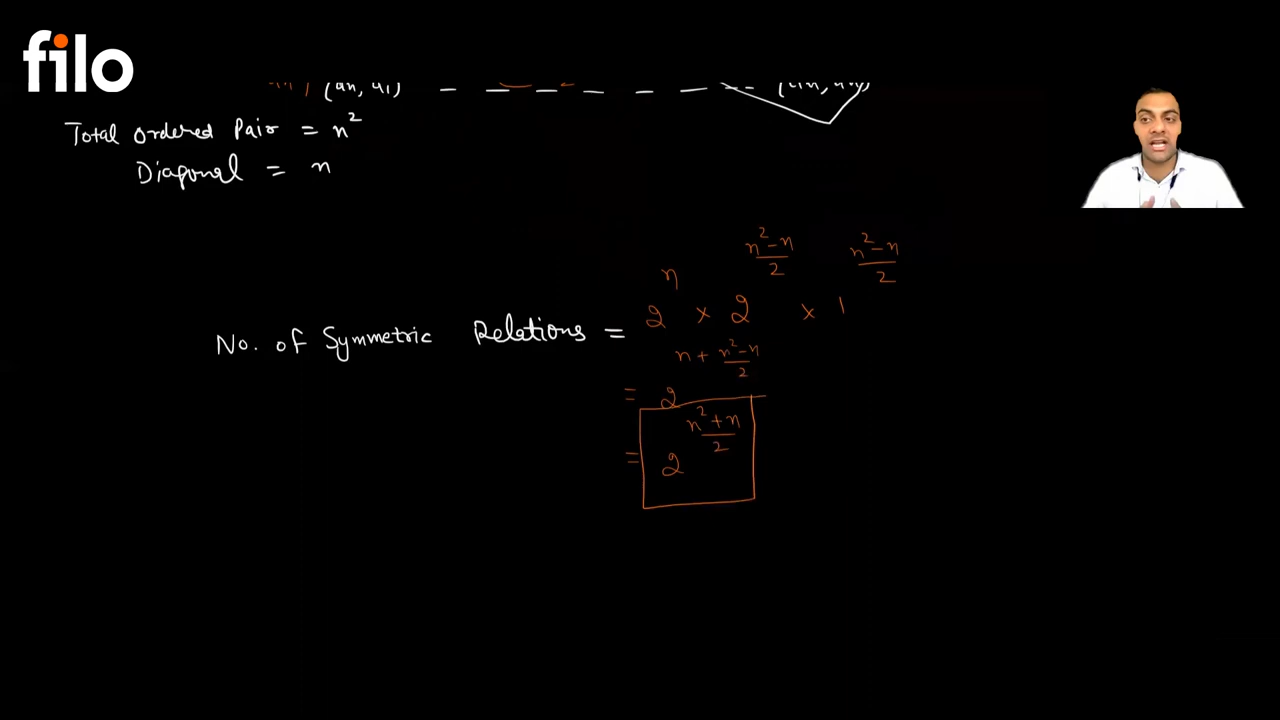 filo
(an, a1) — — — — — — --
Total ordered Pair = n²
Diagonal = n
No. of Symmetric Relations = 2^n × 2^((n²-n)/2) × 1^((n²-n)/2)
= 2^(n + (n²-n)/2)
= 2^((n²+n)/2)